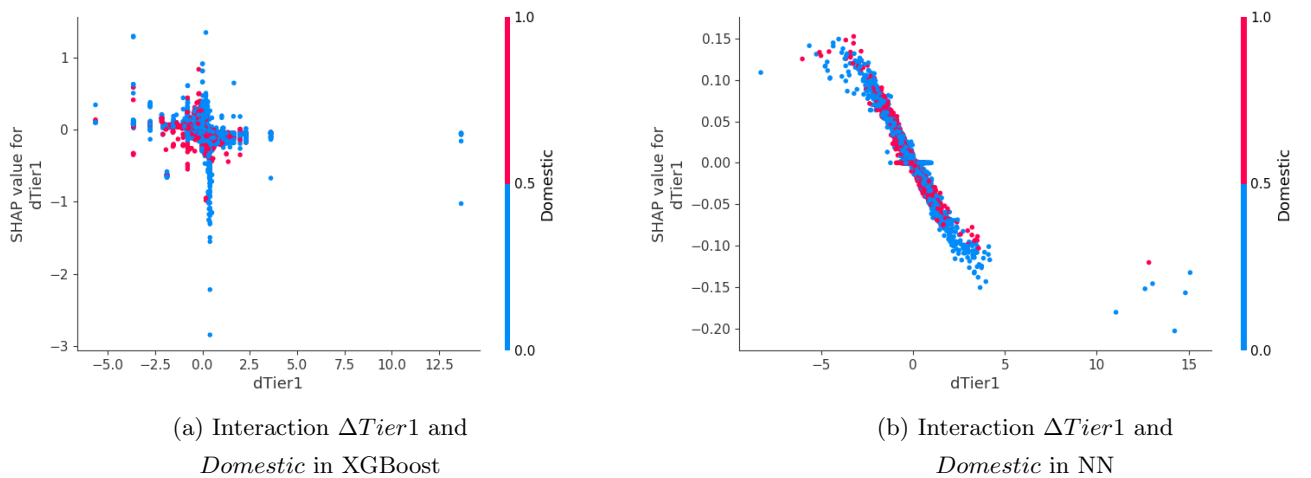 1
0
−1
−2
−3
SHAP value for
dTier1
−5.0
−2.5
0.0
2.5
5.0
7.5
10.0
12.5
dTier1
1.0
0.5
0.0
Domestic
0.15
0.10
0.05
0.00
−0.05
−0.10
−0.15
−0.20
SHAP value for
dTier1
−5
0
5
10
15
dTier1
1.0
0.5
0.0
Domestic
(a) Interaction ΔTier1 and
Domestic in XGBoost
(b) Interaction ΔTier1 and
Domestic in NN